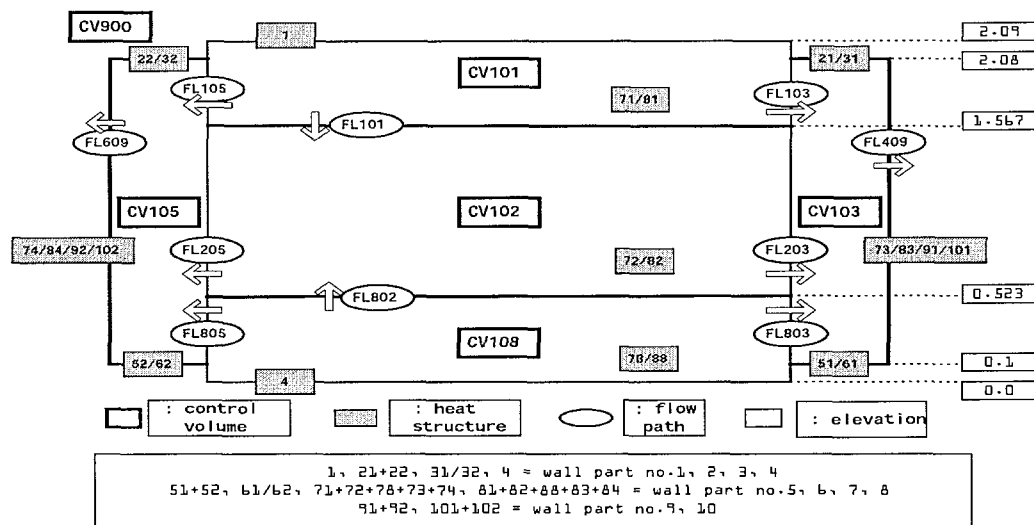 CV900
1
2.09
22/32
21/31
2.08
CV101
FL105
71/81
FL103
FL101
1.567
FL609
FL409
CV105
CV102
CV103
74/84/92/102
FL205
72/82
FL203
73/83/91/101
FL802
0.523
FL805
FL803
CV108
52/62
78/88
51/61
0.1
4
0.0
: control volume
: heat structure
: flow path
: elevation
1, 21+22, 31/32, 4 = wall part no.1, 2, 3, 4
51+52, 61/62, 71+72+78+73+74, 81+82+88+83+84 = wall part no.5, 6, 7, 8
91+92, 101+102 = wall part no.9, 10